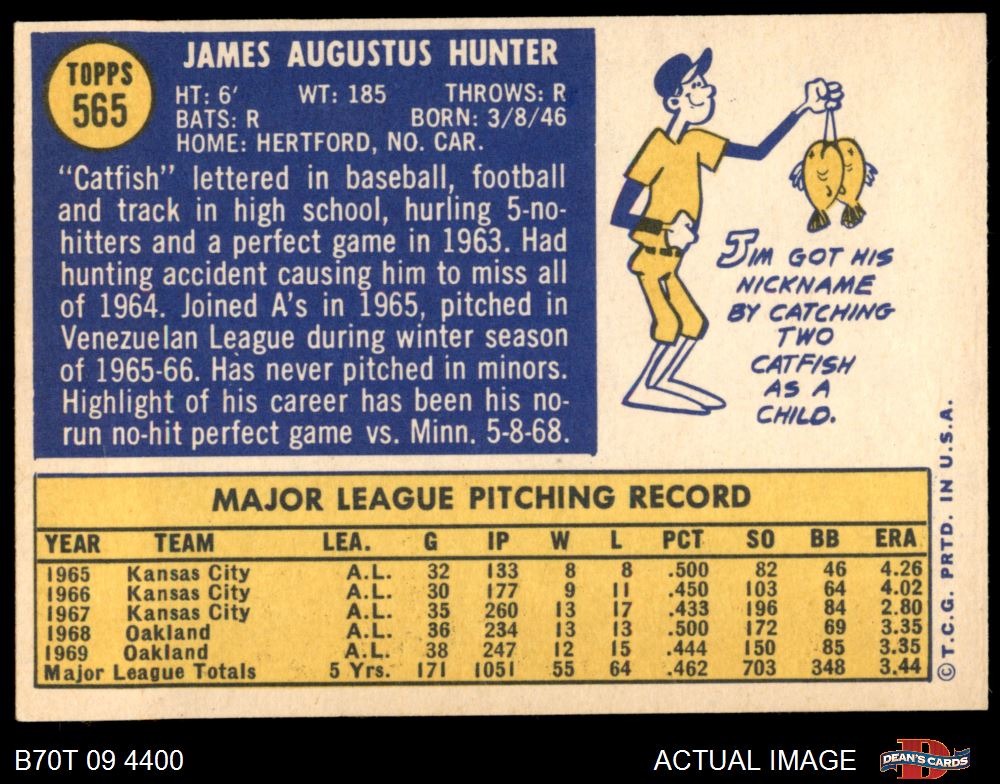 TOPPS
565
JAMES AUGUSTUS HUNTER
HT: 6' WT: 185 THROWS: R
BATS: R BORN: 3/8/46
HOME: HERTFORD, NO. CAR.
"Catfish" lettered in baseball, football
and track in high school, hurling 5-no-
hitters and a perfect game in 1963. Had
hunting accident causing him to miss all
of 1964. Joined A's in 1965, pitched in
Venezuelan League during winter season
of 1965-66. Has never pitched in minors.
Highlight of his career has been his no-
run no-hit perfect game vs. Minn. 5-8-68.
JIM GOT HIS
NICKNAME
BY CATCHING
TWO
CATFISH
AS A
CHILD.
MAJOR LEAGUE PITCHING RECORD
YEAR TEAM LEA. G IP W L PCT SO BB ERA
1965 Kansas City A.L. 32 133 8 8 .500 82 46 4.26
1966 Kansas City A.L. 30 177 9 11 .450 103 64 4.02
1967 Kansas City A.L. 35 260 13 17 .433 196 84 2.80
1968 Oakland A.L. 36 234 13 13 .500 172 69 3.35
1969 Oakland A.L. 38 247 12 15 .444 150 85 3.35
Major League Totals 5 Yrs. 171 1051 55 64 .462 703 348 3.44
© T.C.G. PRTD. IN U.S.A.
B70T 09 4400
ACTUAL IMAGE
D
DEAN'S CARDS